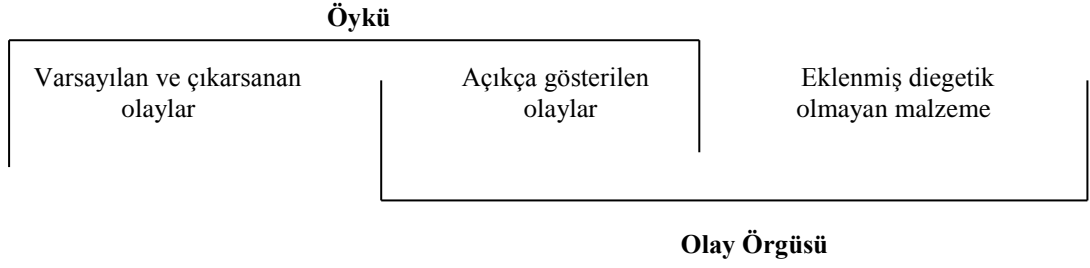 Öykü
Varsayılan ve çıkarsanan
olaylar
Açıkça gösterilen
olaylar
Eklenmiş diegetik
olmayan malzeme
Olay Örgüsü